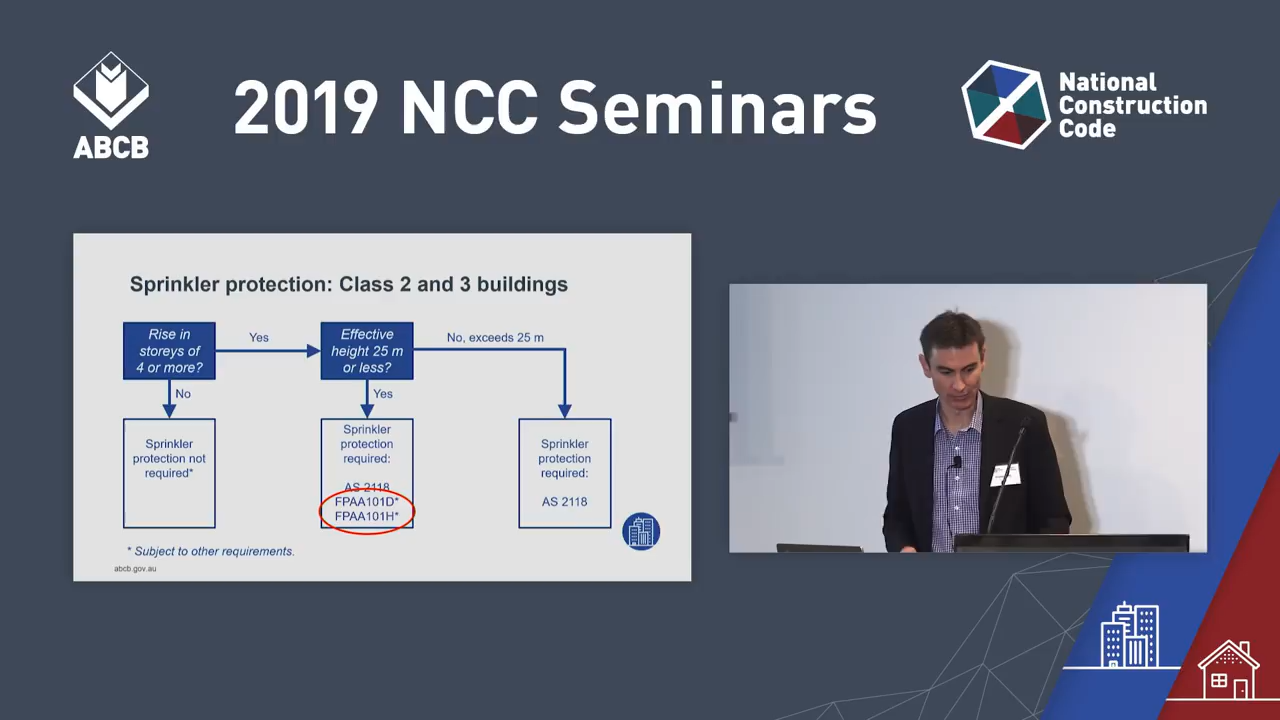 ABCB
2019 NCC Seminars
National
Construction
Code
Sprinkler protection: Class 2 and 3 buildings
Rise in
storeys of
4 or more?
Yes
Effective
height 25 m
or less?
No, exceeds 25 m
No
Yes
Sprinkler
protection not
required*
Sprinkler
protection
required:
AS 2118
FPAA101D*
FPAA101H*
Sprinkler
protection
required:
AS 2118
* Subject to other requirements.
abcb.gov.au